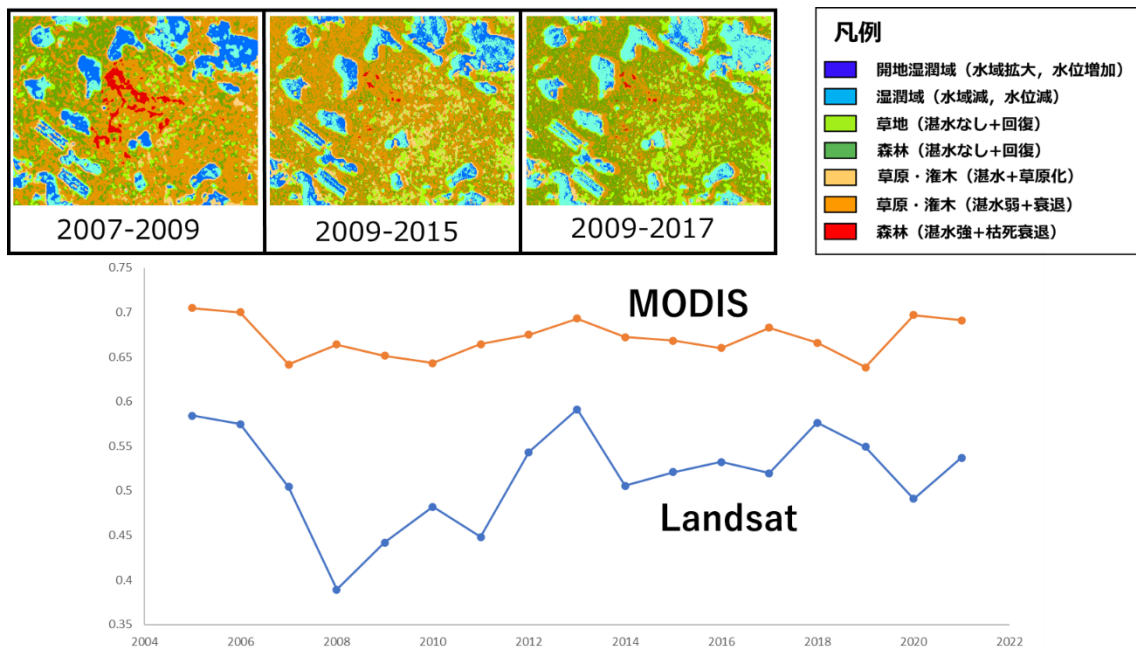 2007-2009
2009-2015
2009-2017
凡例
開地湿潤域（水域拡大，水位増加）
湿潤域（水域減，水位減）
草地（湛水なし+回復）
森林（湛水なし+回復）
草原・潅木（湛水+草原化）
草原・潅木（湛水弱+衰退）
森林（湛水強+枯死衰退）
0.75
0.7
0.65
0.6
0.55
0.5
0.45
0.4
0.35
MODIS
Landsat
2004
2006
2008
2010
2012
2014
2016
2018
2020
2022